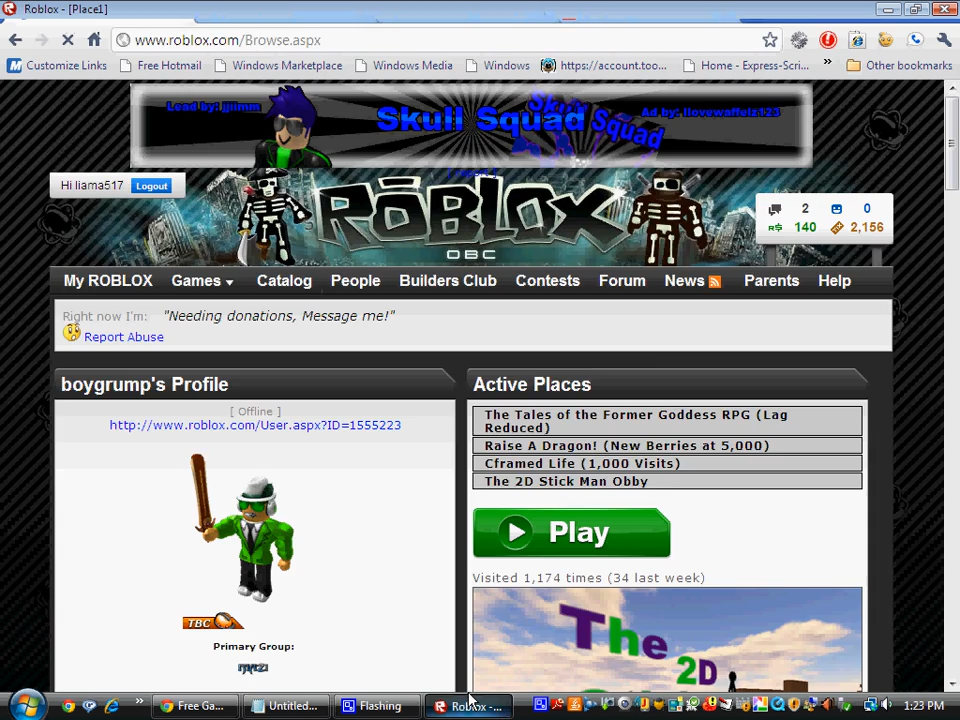 Roblox - [Place1]
www.roblox.com/Browse.aspx
Customize Links Free Hotmail Windows Marketplace Windows Media Windows https://account.too... Home - Express-Scri... » Other bookmarks
Lead by: jjimm
Skull Squad
Skull Squad
Ad by: Ilovewaffelz123
[ report ]
Hi liama517 Logout
ROBLOX
OBC
2 0
R$ 140 2,156
My ROBLOX Games Catalog People Builders Club Contests Forum News Parents Help
Right now I'm: "Needing donations, Message me!"
Report Abuse
boygrump's Profile
[ Offline ]
http://www.roblox.com/User.aspx?ID=1555223
TBC
Primary Group:
Active Places
The Tales of the Former Goddess RPG (Lag
Reduced)
Raise A Dragon! (New Berries at 5,000)
Cframed Life (1,000 Visits)
The 2D Stick Man Obby
Play
Visited 1,174 times (34 last week)
The
2D
» Free Ga... Untitled... Flashing Roblox -... 1:23 PM